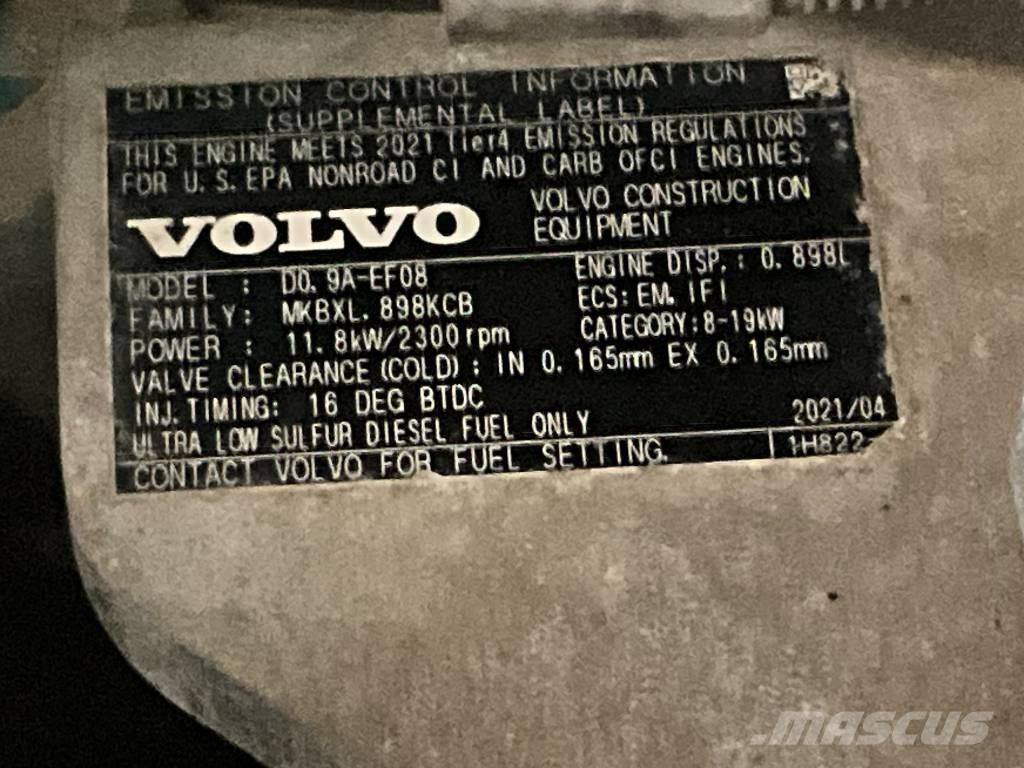 EMISSION CONTROL INFORMATION
(SUPPLEMENTAL LABEL)
THIS ENGINE MEETS 2021 Tier4 EMISSION REGULATIONS
FOR U.S.EPA NONROAD CI AND CARB OFCI ENGINES.
VOLVO VOLVO CONSTRUCTION
EQUIPMENT
MODEL : D0.9A-EF08 ENGINE DISP.: 0.898L
FAMILY: MKBXL.898KCB ECS:EM, IFI
POWER : 11.8kW/2300rpm CATEGORY:8-19kW
VALVE CLEARANCE(COLD): IN 0.165mm EX 0.165mm
INJ.TIMING: 16 DEG BTDC
ULTRA LOW SULFUR DIESEL FUEL ONLY 2021/04
CONTACT VOLVO FOR FUEL SETTING. 1H822-
MASCUS